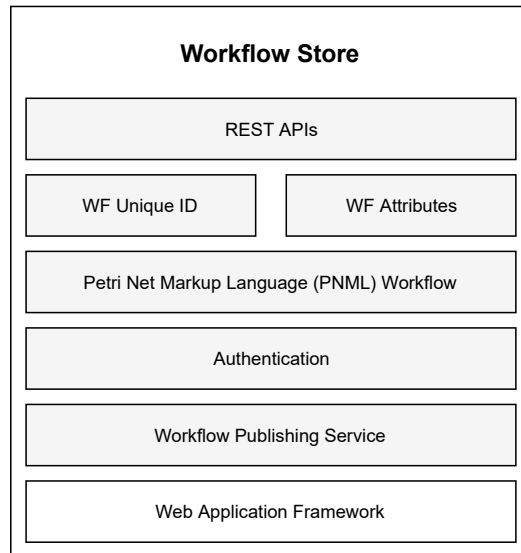 Workflow Store
REST APIs
WF Unique ID
WF Attributes
Petri Net Markup Language (PNML) Workflow
Authentication
Workflow Publishing Service
Web Application Framework